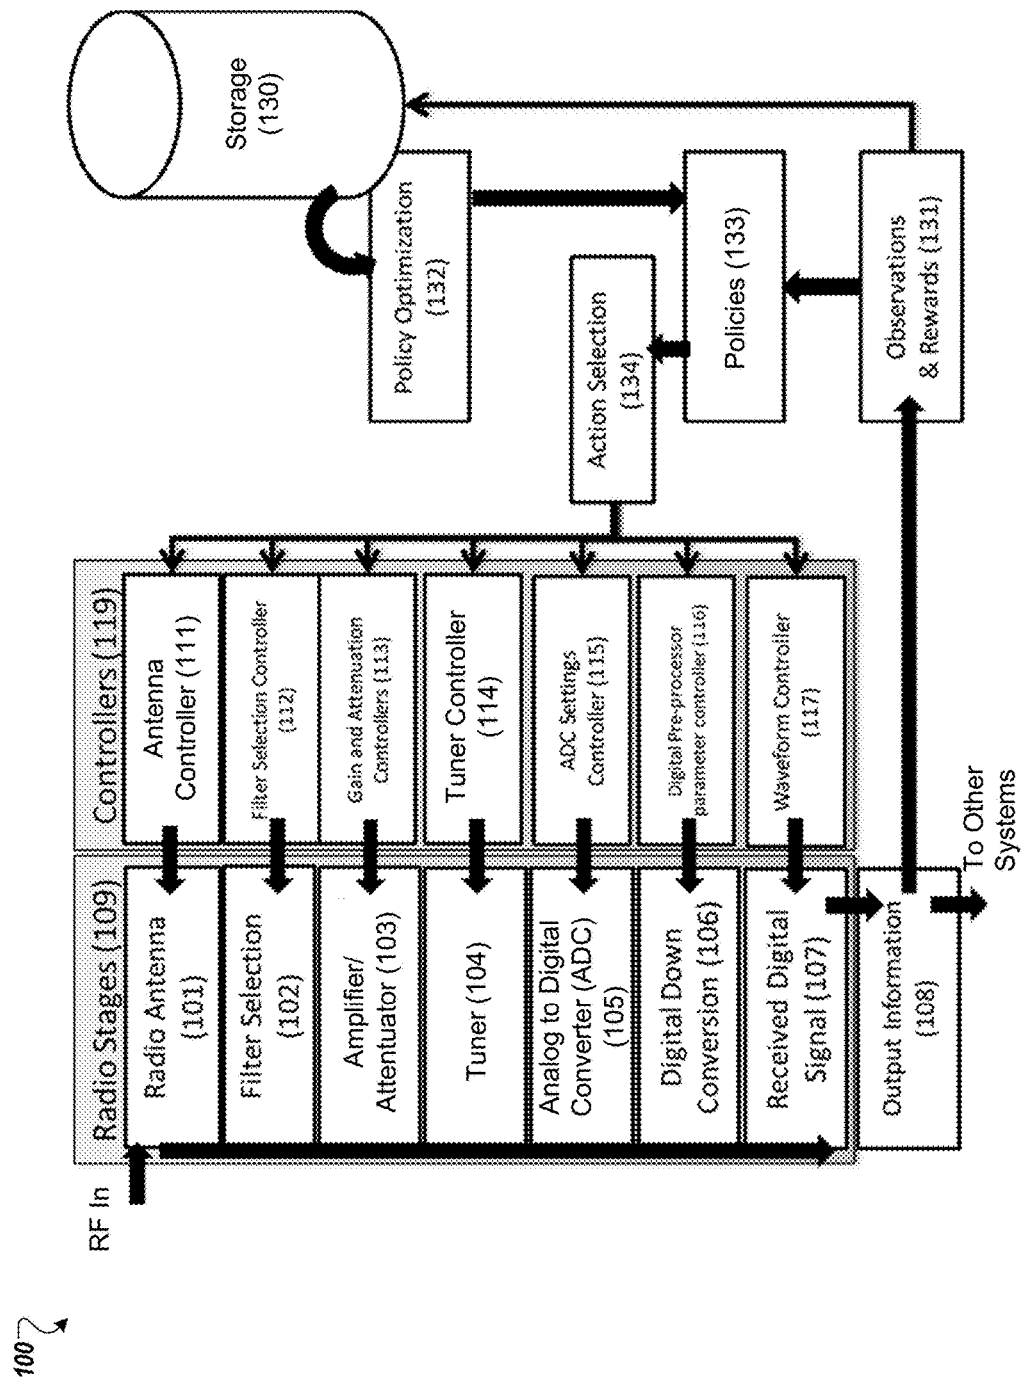 100
RF In
Radio Stages (109)
Radio Antenna
(101)
Filter Selection
(102)
Amplifier/
Attentuator (103)
Tuner (104)
Analog to Digital
Converter (ADC)
(105)
Digital Down
Conversion (106)
Received Digital
Signal (107)
Output Information
(108)
To Other
Systems
Controllers (119)
Antenna
Controller (111)
Filter Selection Controller
(112)
Gain and Attenuation
Controllers (113)
Tuner Controller
(114)
ADC Settings
Controller (115)
Digital Pre-processor
parameter controller (116)
Waveform Controller
(117)
Action Selection
(134)
Policy Optimization
(132)
Policies (133)
Observations
& Rewards (131)
Storage
(130)